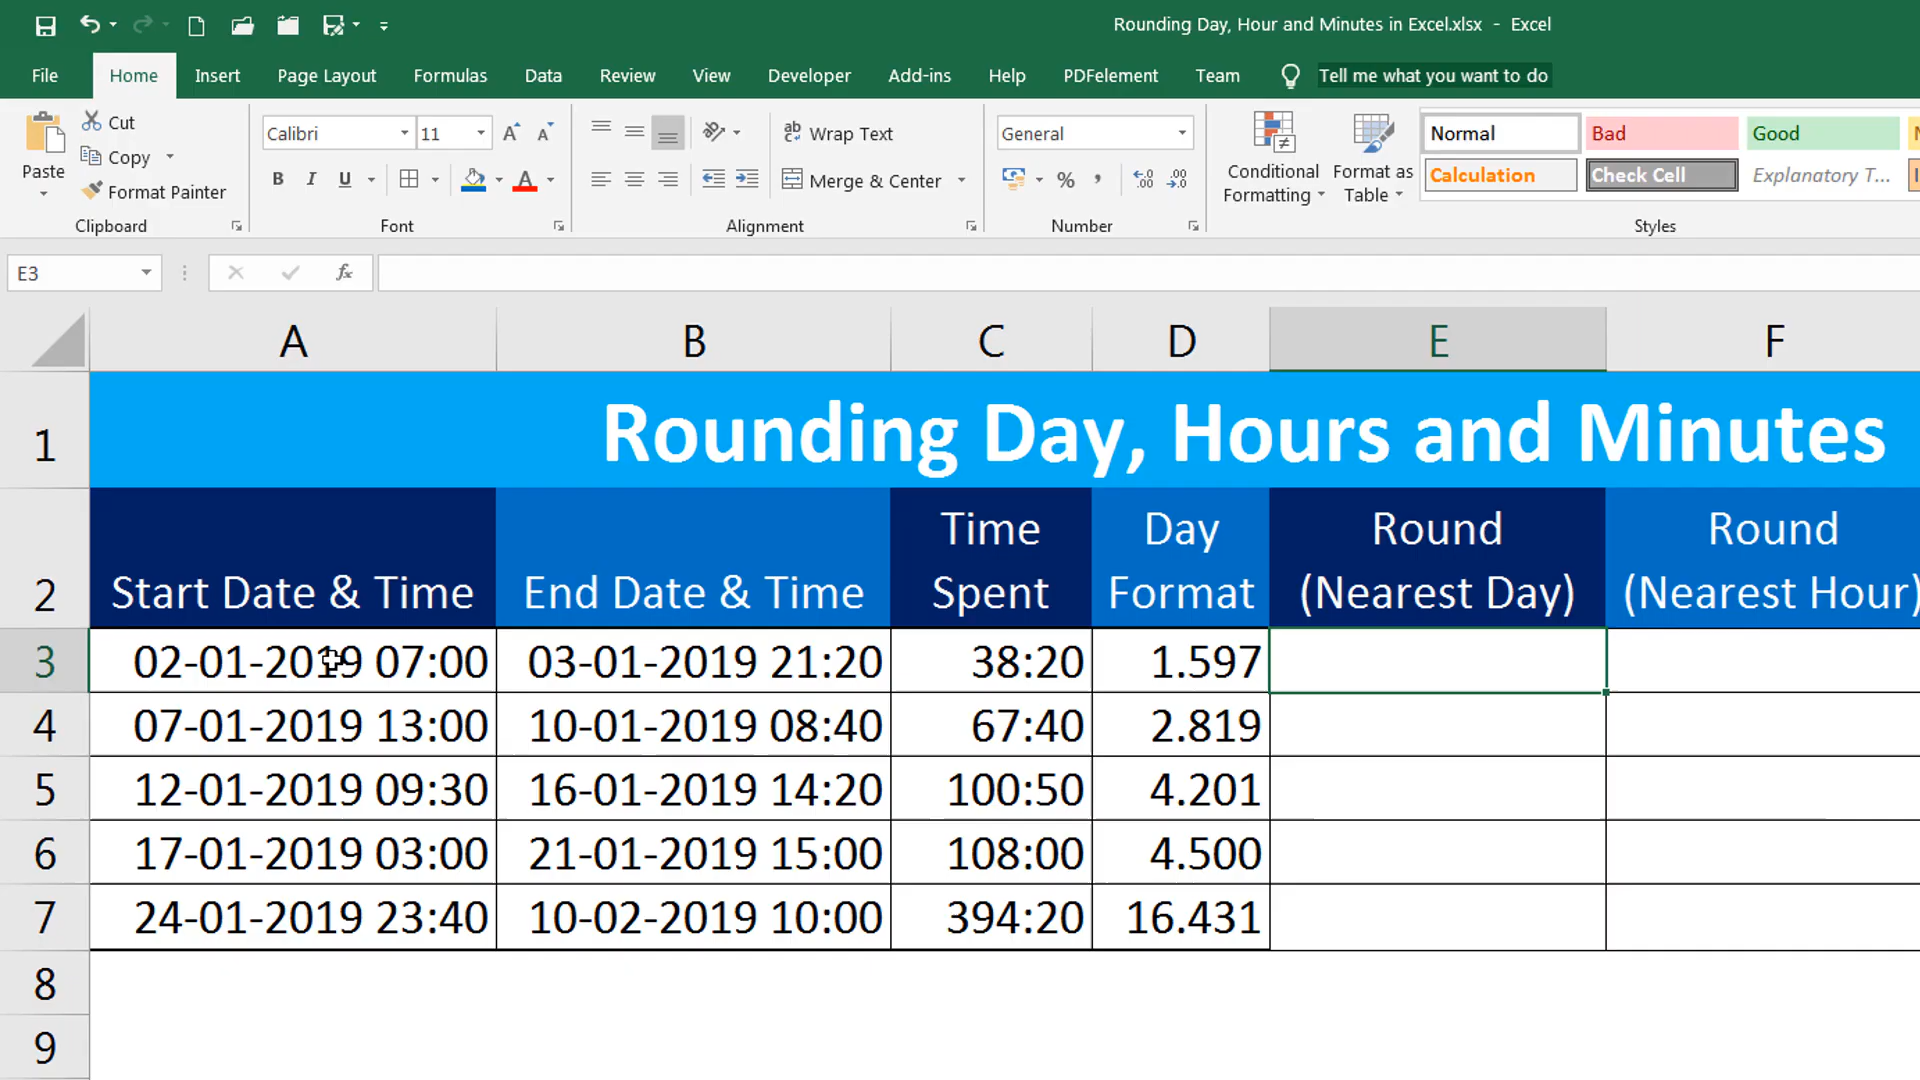 Rounding Day, Hour and Minutes in Excel.xlsx - Excel
File Home Insert Page Layout Formulas Data Review View Developer Add-ins Help PDFelement Team Tell me what you want to do
Cut
Copy
Format Painter
Paste
Clipboard
Calibri 11
B I U A
Font
Wrap Text
Merge & Center
Alignment
General
%
Number
Conditional Formatting
Format as Table
Normal Bad Good
Calculation Check Cell Explanatory T...
Styles
E3 fx
A B C D E F
1 Rounding Day, Hours and Minutes
2 Start Date & Time End Date & Time Time Spent Day Format Round (Nearest Day) Round (Nearest Hour)
3 02-01-2019 07:00 03-01-2019 21:20 38:20 1.597
4 07-01-2019 13:00 10-01-2019 08:40 67:40 2.819
5 12-01-2019 09:30 16-01-2019 14:20 100:50 4.201
6 17-01-2019 03:00 21-01-2019 15:00 108:00 4.500
7 24-01-2019 23:40 10-02-2019 10:00 394:20 16.431
8
9